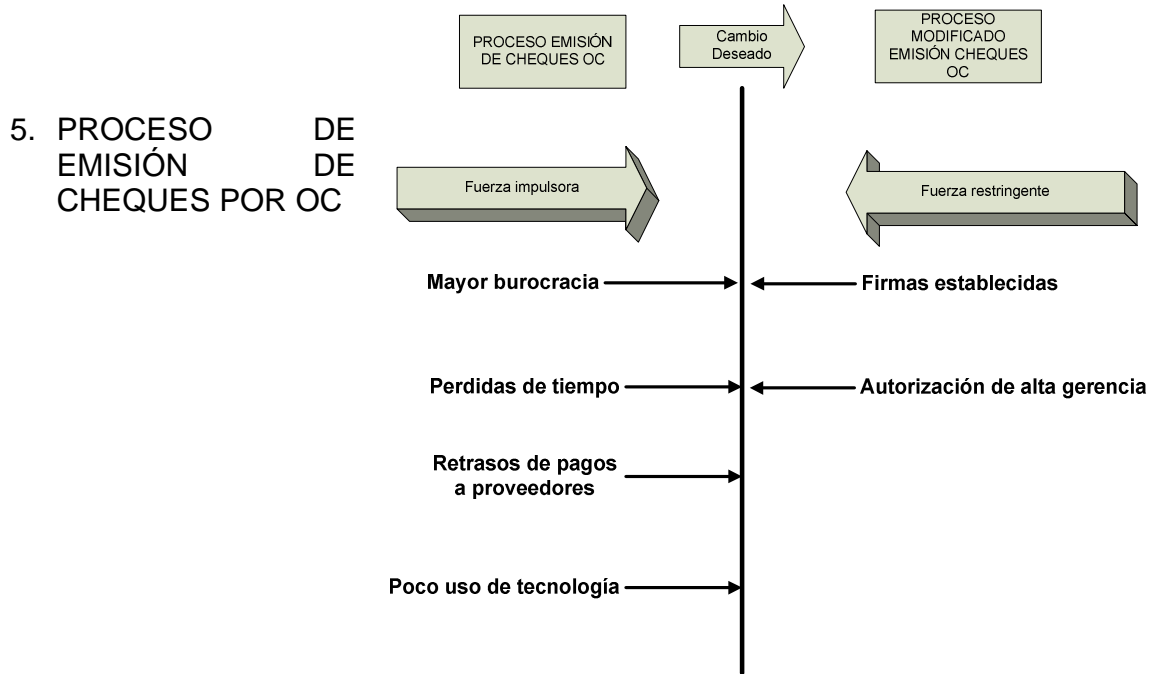 PROCESO EMISIÓN
DE CHEQUES OC
Cambio
Deseado
PROCESO
MODIFICADO
EMISIÓN CHEQUES
OC
5. PROCESO DE
EMISIÓN DE
CHEQUES POR OC
Fuerza impulsora
Fuerza restringente
Mayor burocracia
Firmas establecidas
Perdidas de tiempo
Autorización de alta gerencia
Retrasos de pagos
a proveedores
Poco uso de tecnología